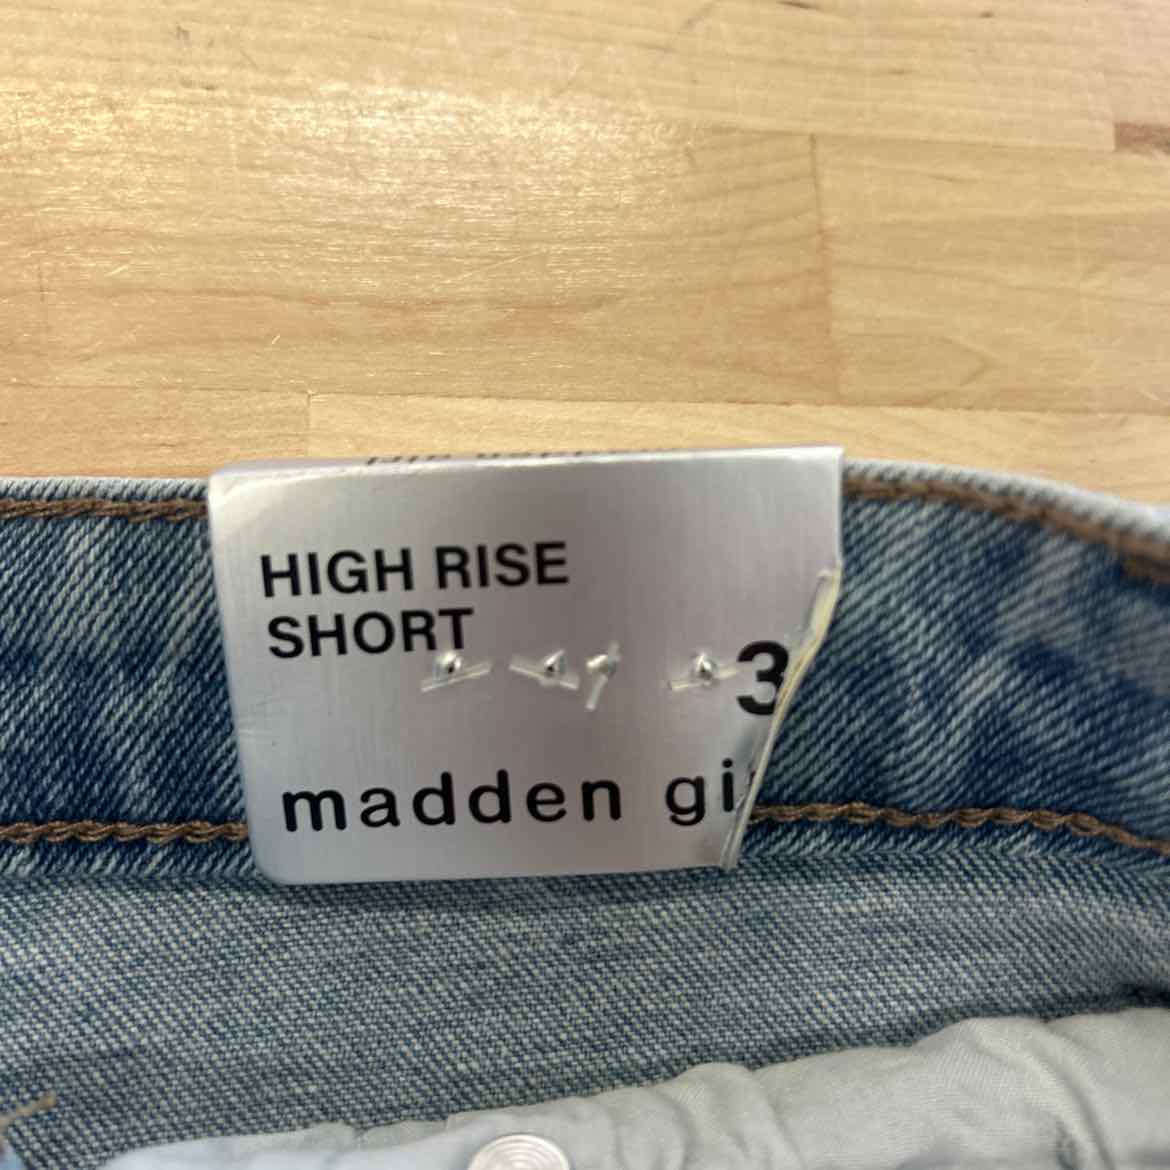 HIGH RISE
SHORT
3
madden gi